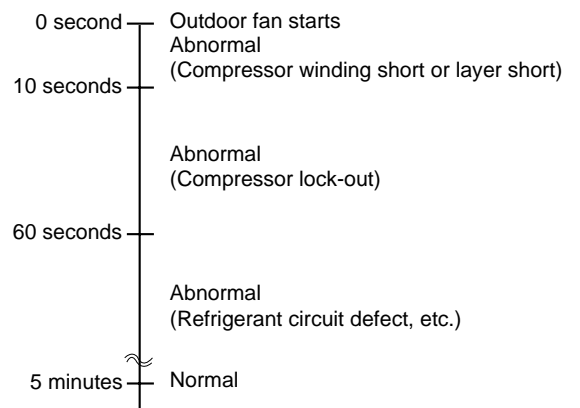 0 second
Outdoor fan starts
Abnormal
(Compressor winding short or layer short)
10 seconds
Abnormal
(Compressor lock-out)
60 seconds
Abnormal
(Refrigerant circuit defect, etc.)
5 minutes
Normal